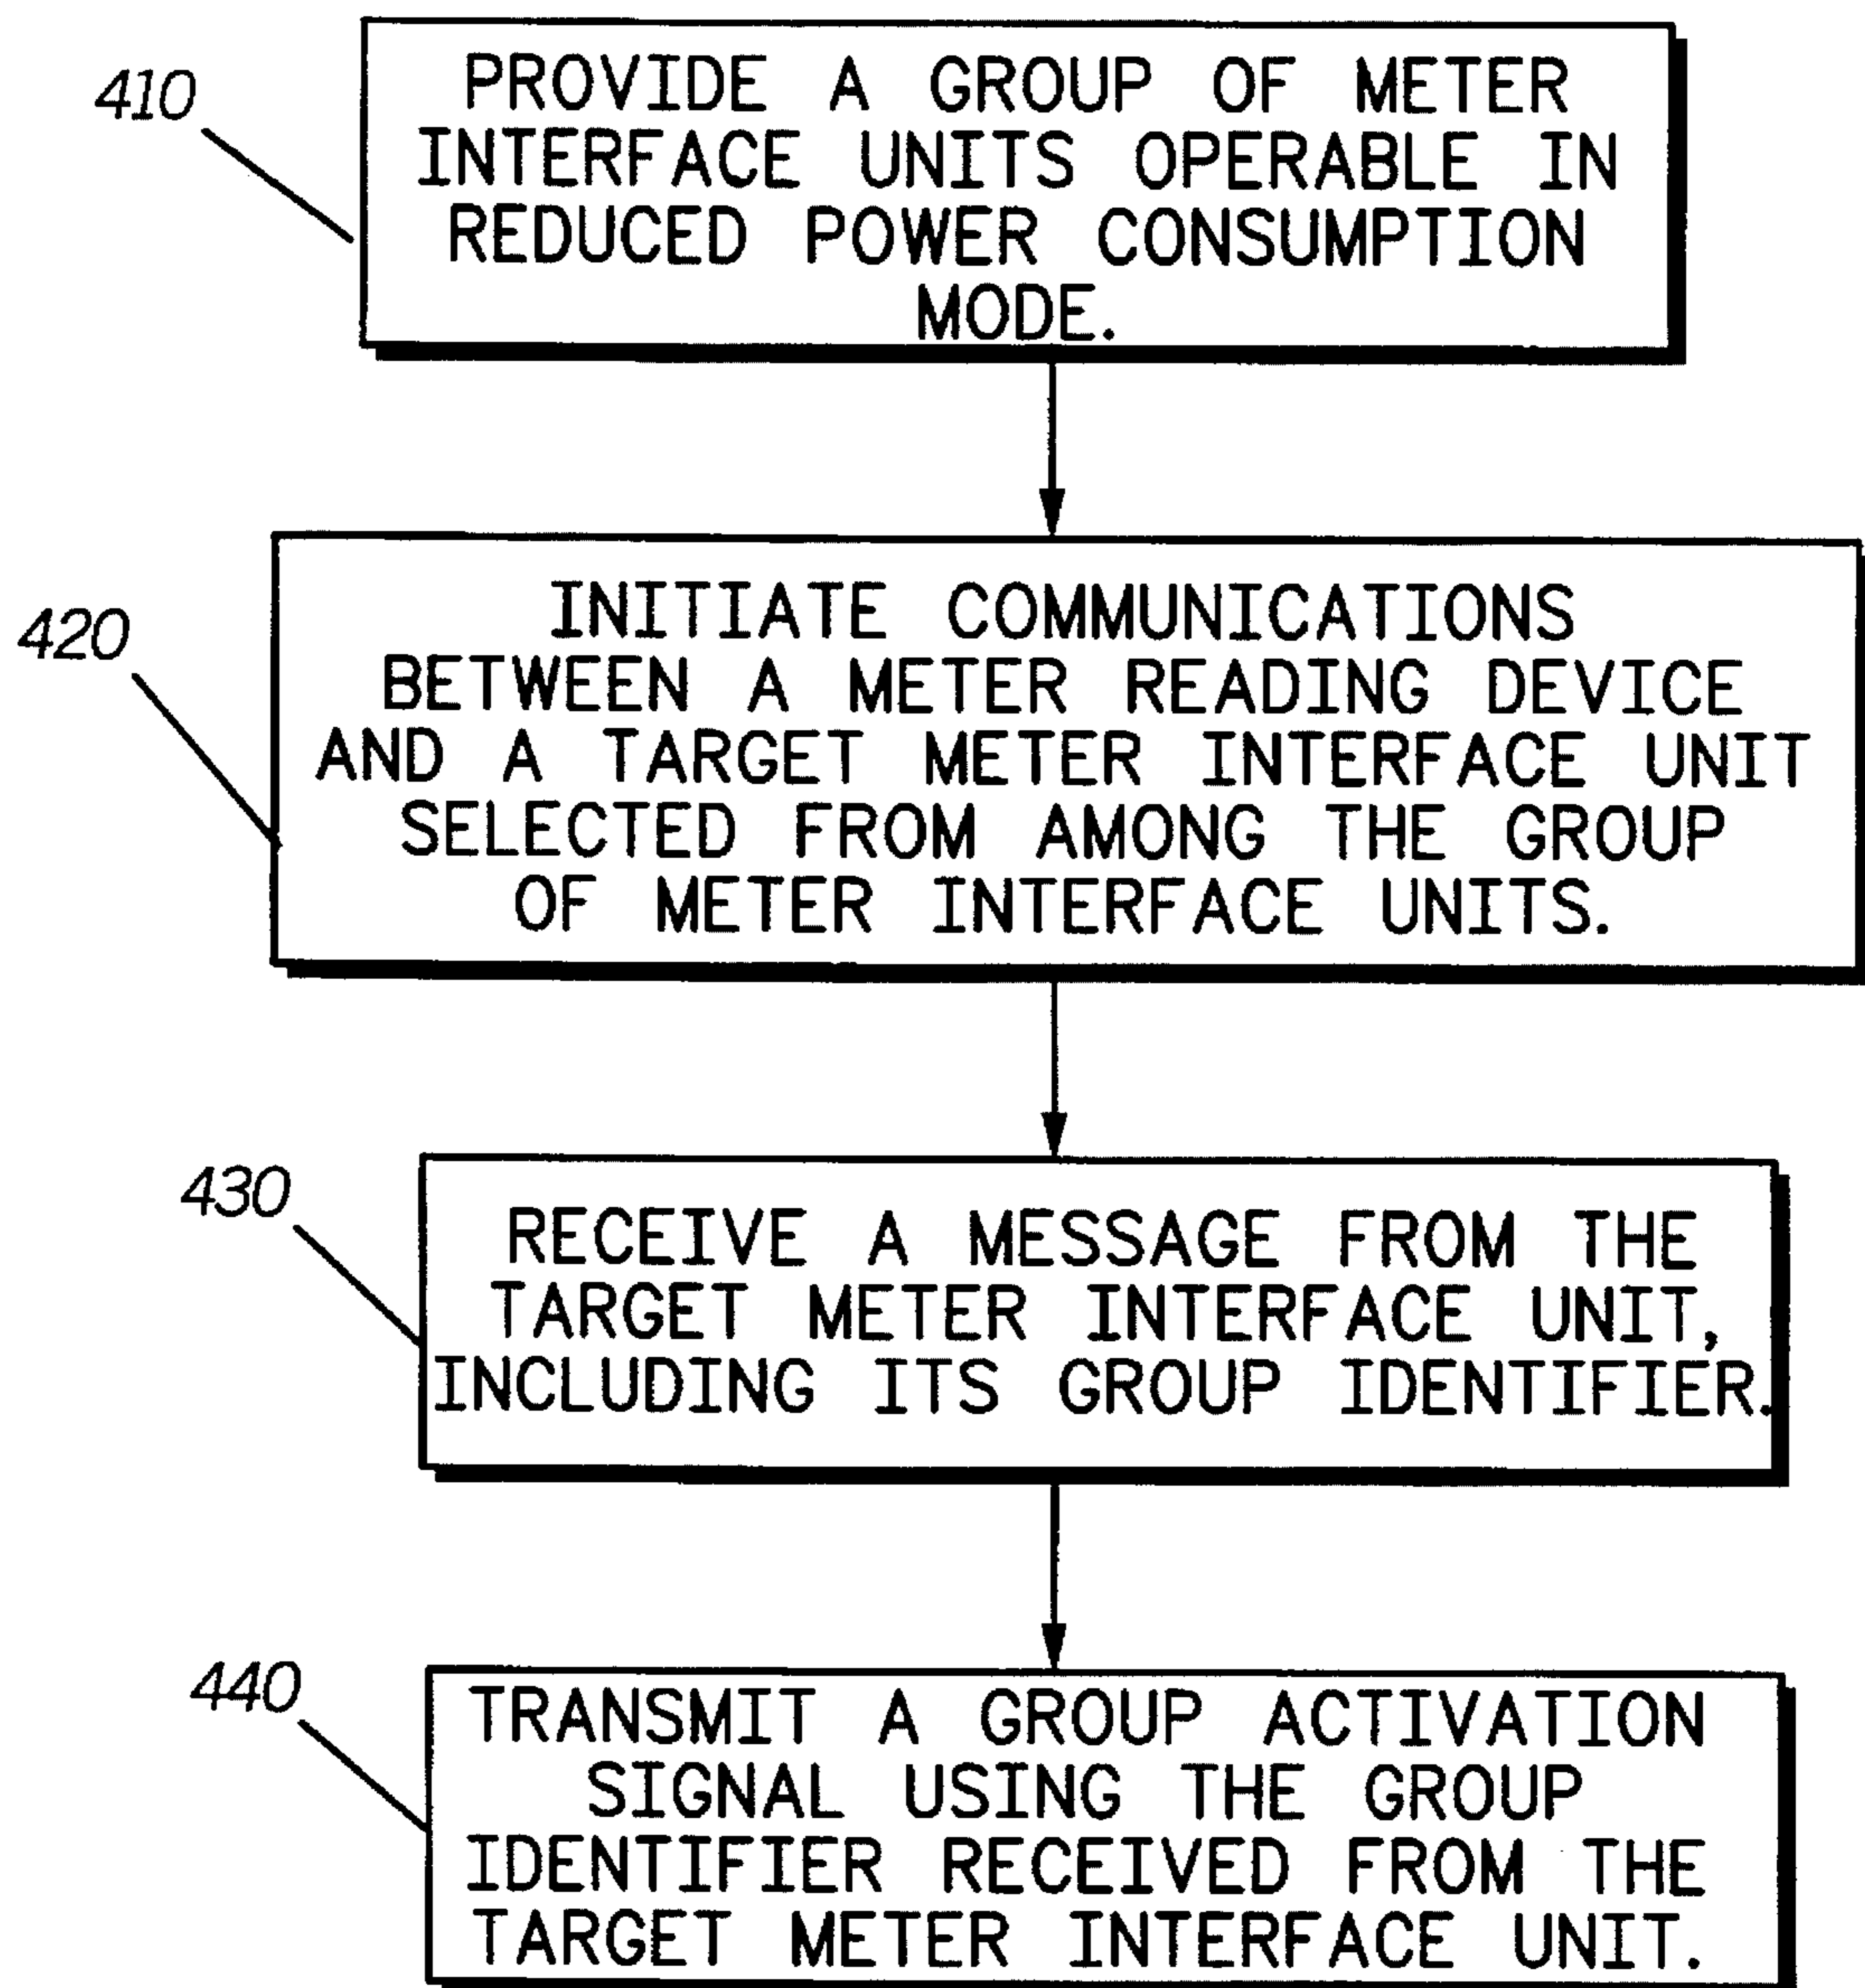 410
PROVIDE A GROUP OF METER
INTERFACE UNITS OPERABLE IN
REDUCED POWER CONSUMPTION
MODE.
420
INITIATE COMMUNICATIONS
BETWEEN A METER READING DEVICE
AND A TARGET METER INTERFACE UNIT
SELECTED FROM AMONG THE GROUP
OF METER INTERFACE UNITS.
430
RECEIVE A MESSAGE FROM THE
TARGET METER INTERFACE UNIT,
INCLUDING ITS GROUP IDENTIFIER.
440
TRANSMIT A GROUP ACTIVATION
SIGNAL USING THE GROUP
IDENTIFIER RECEIVED FROM THE
TARGET METER INTERFACE UNIT.